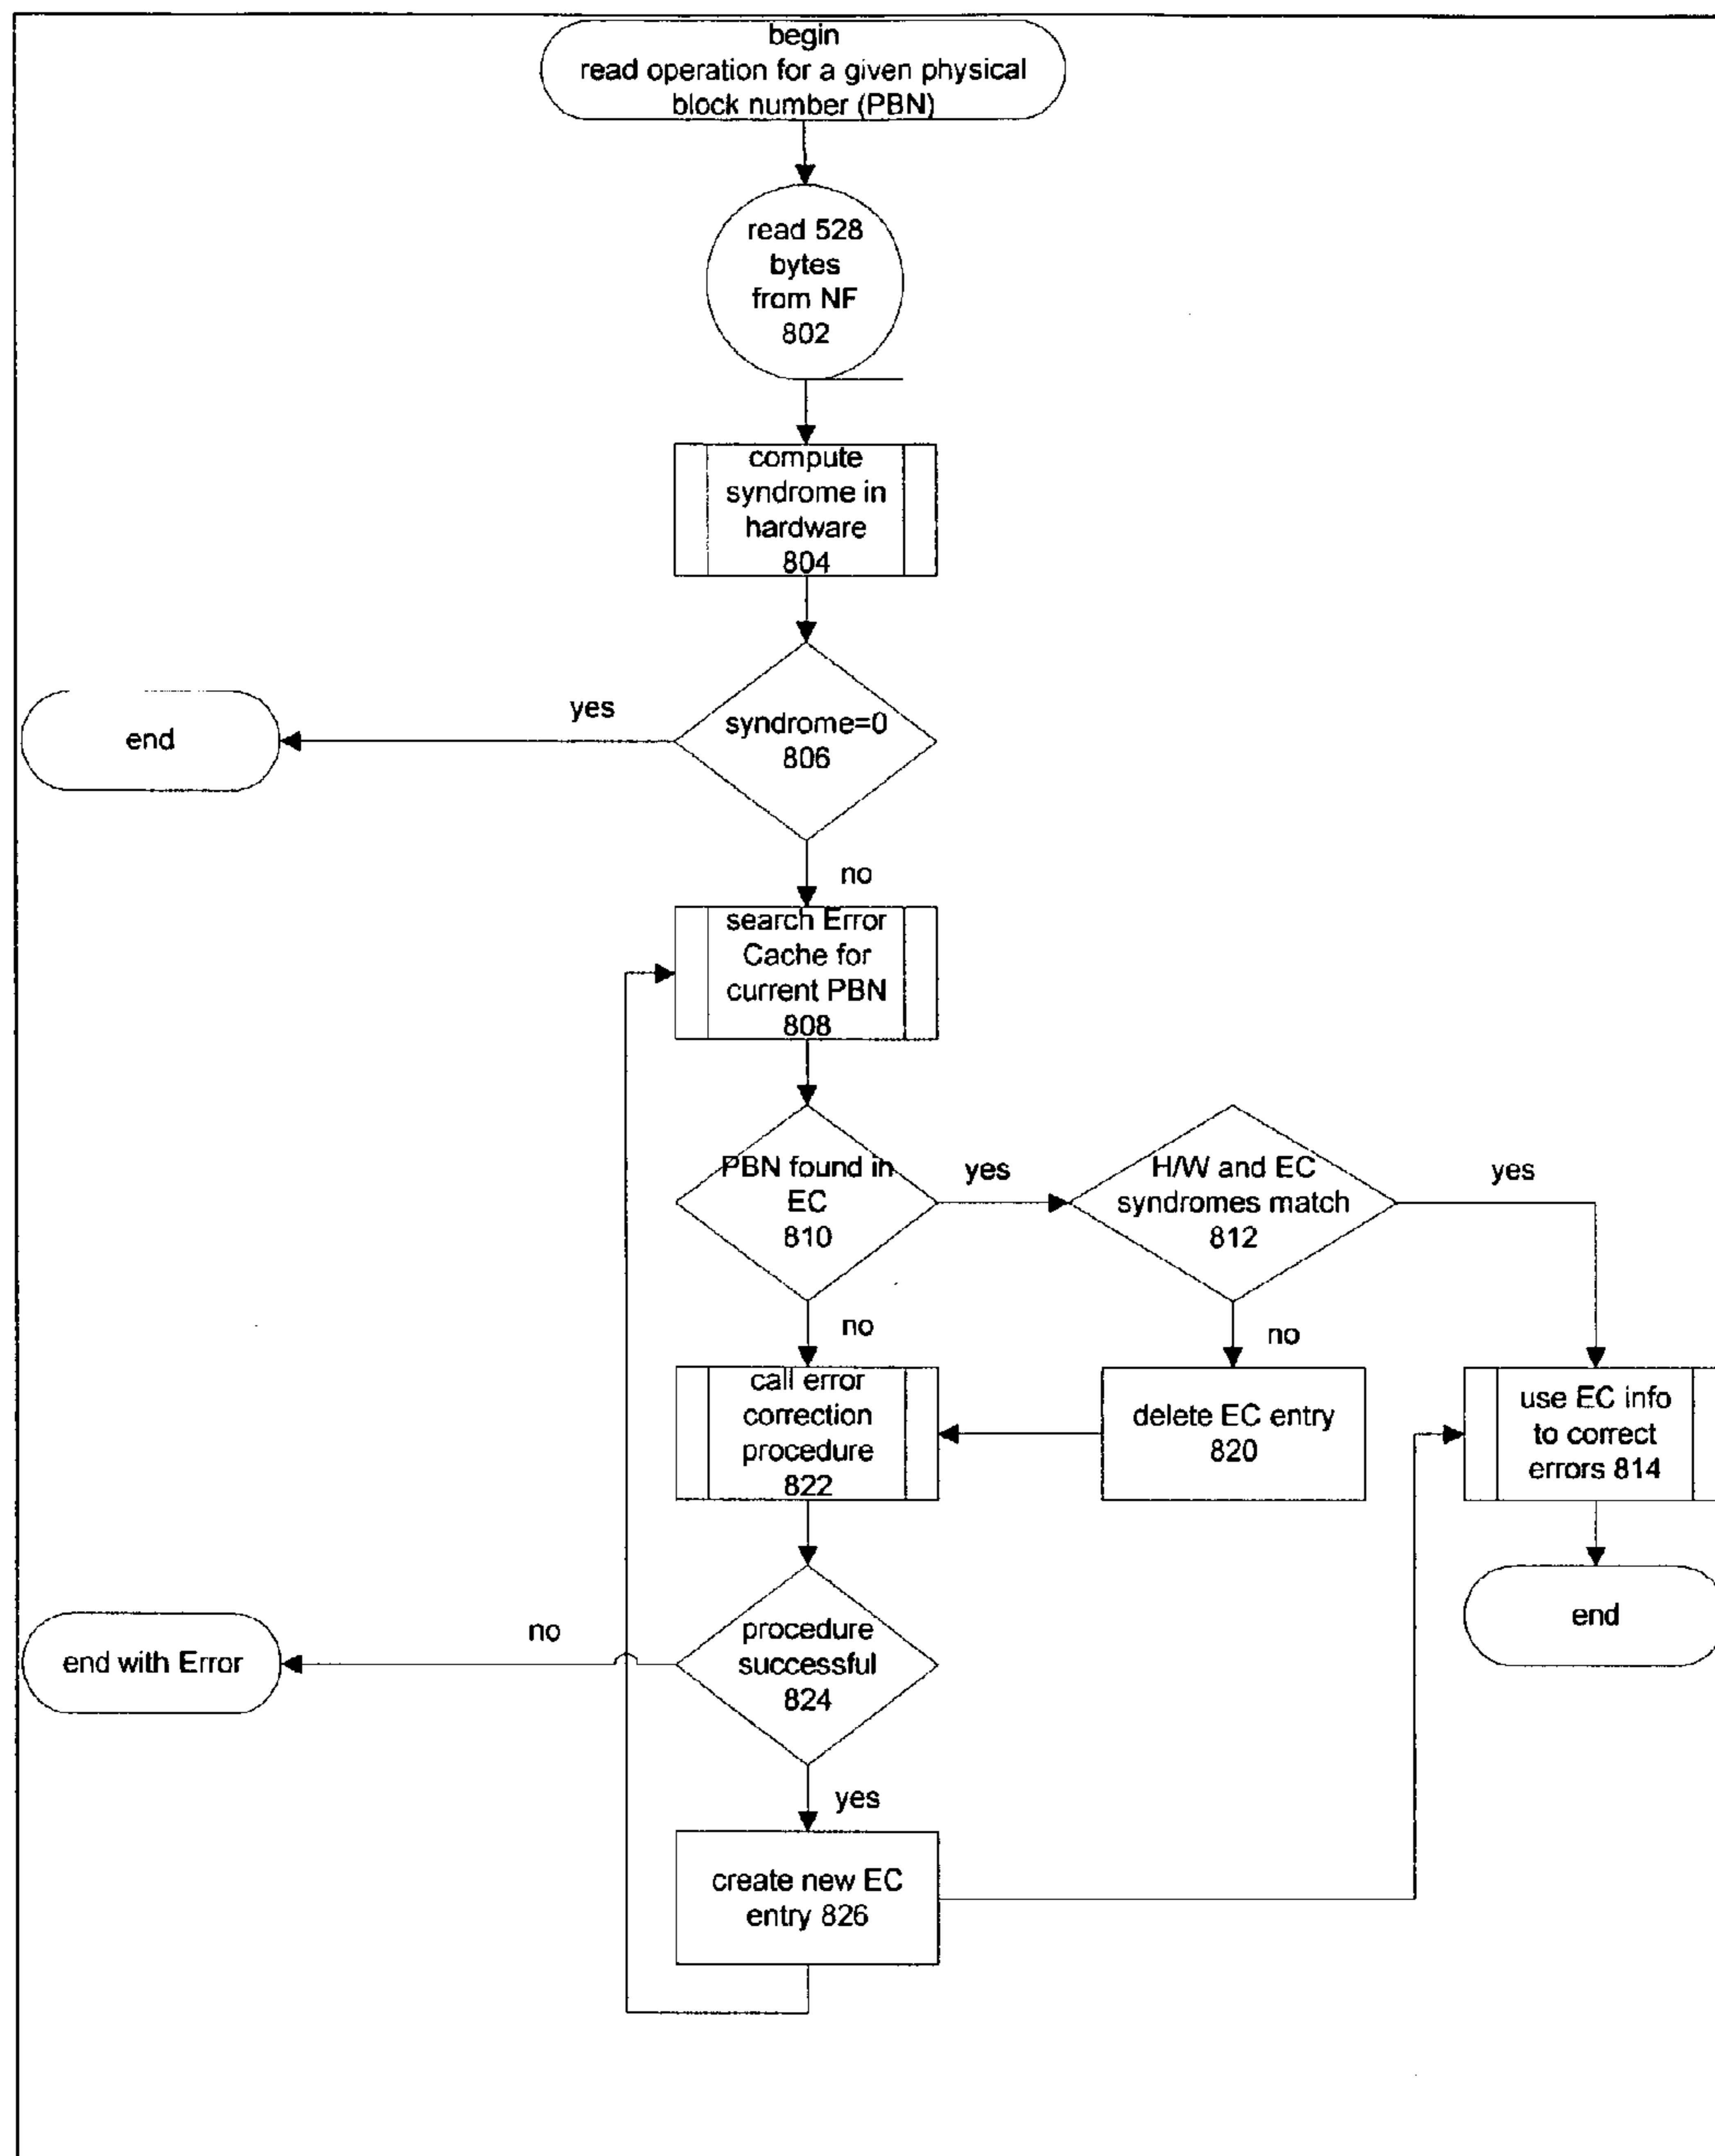 begin
read operation for a given physical
block number (PBN)
read 528
bytes
from NF
802
compute
syndrome in
hardware
804
yes
syndrome=0
806
end
no
search Error
Cache for
current PBN
808
PBN found in
EC
810
yes
H/W and EC
syndromes match
812
yes
no
no
call error
correction
procedure
822
delete EC entry
820
use EC info
to correct
errors 814
end with Error
no
procedure
successful
824
end
yes
create new EC
entry 826